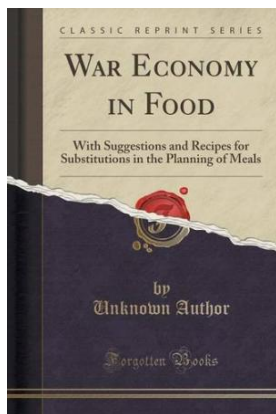 CLASSIC REPRINT SERIES
WAR ECONOMY
IN FOOD
With Suggestions and Recipes for
Substitutions in the Planning of Meals
by
Unknown Author
Forgotten Books